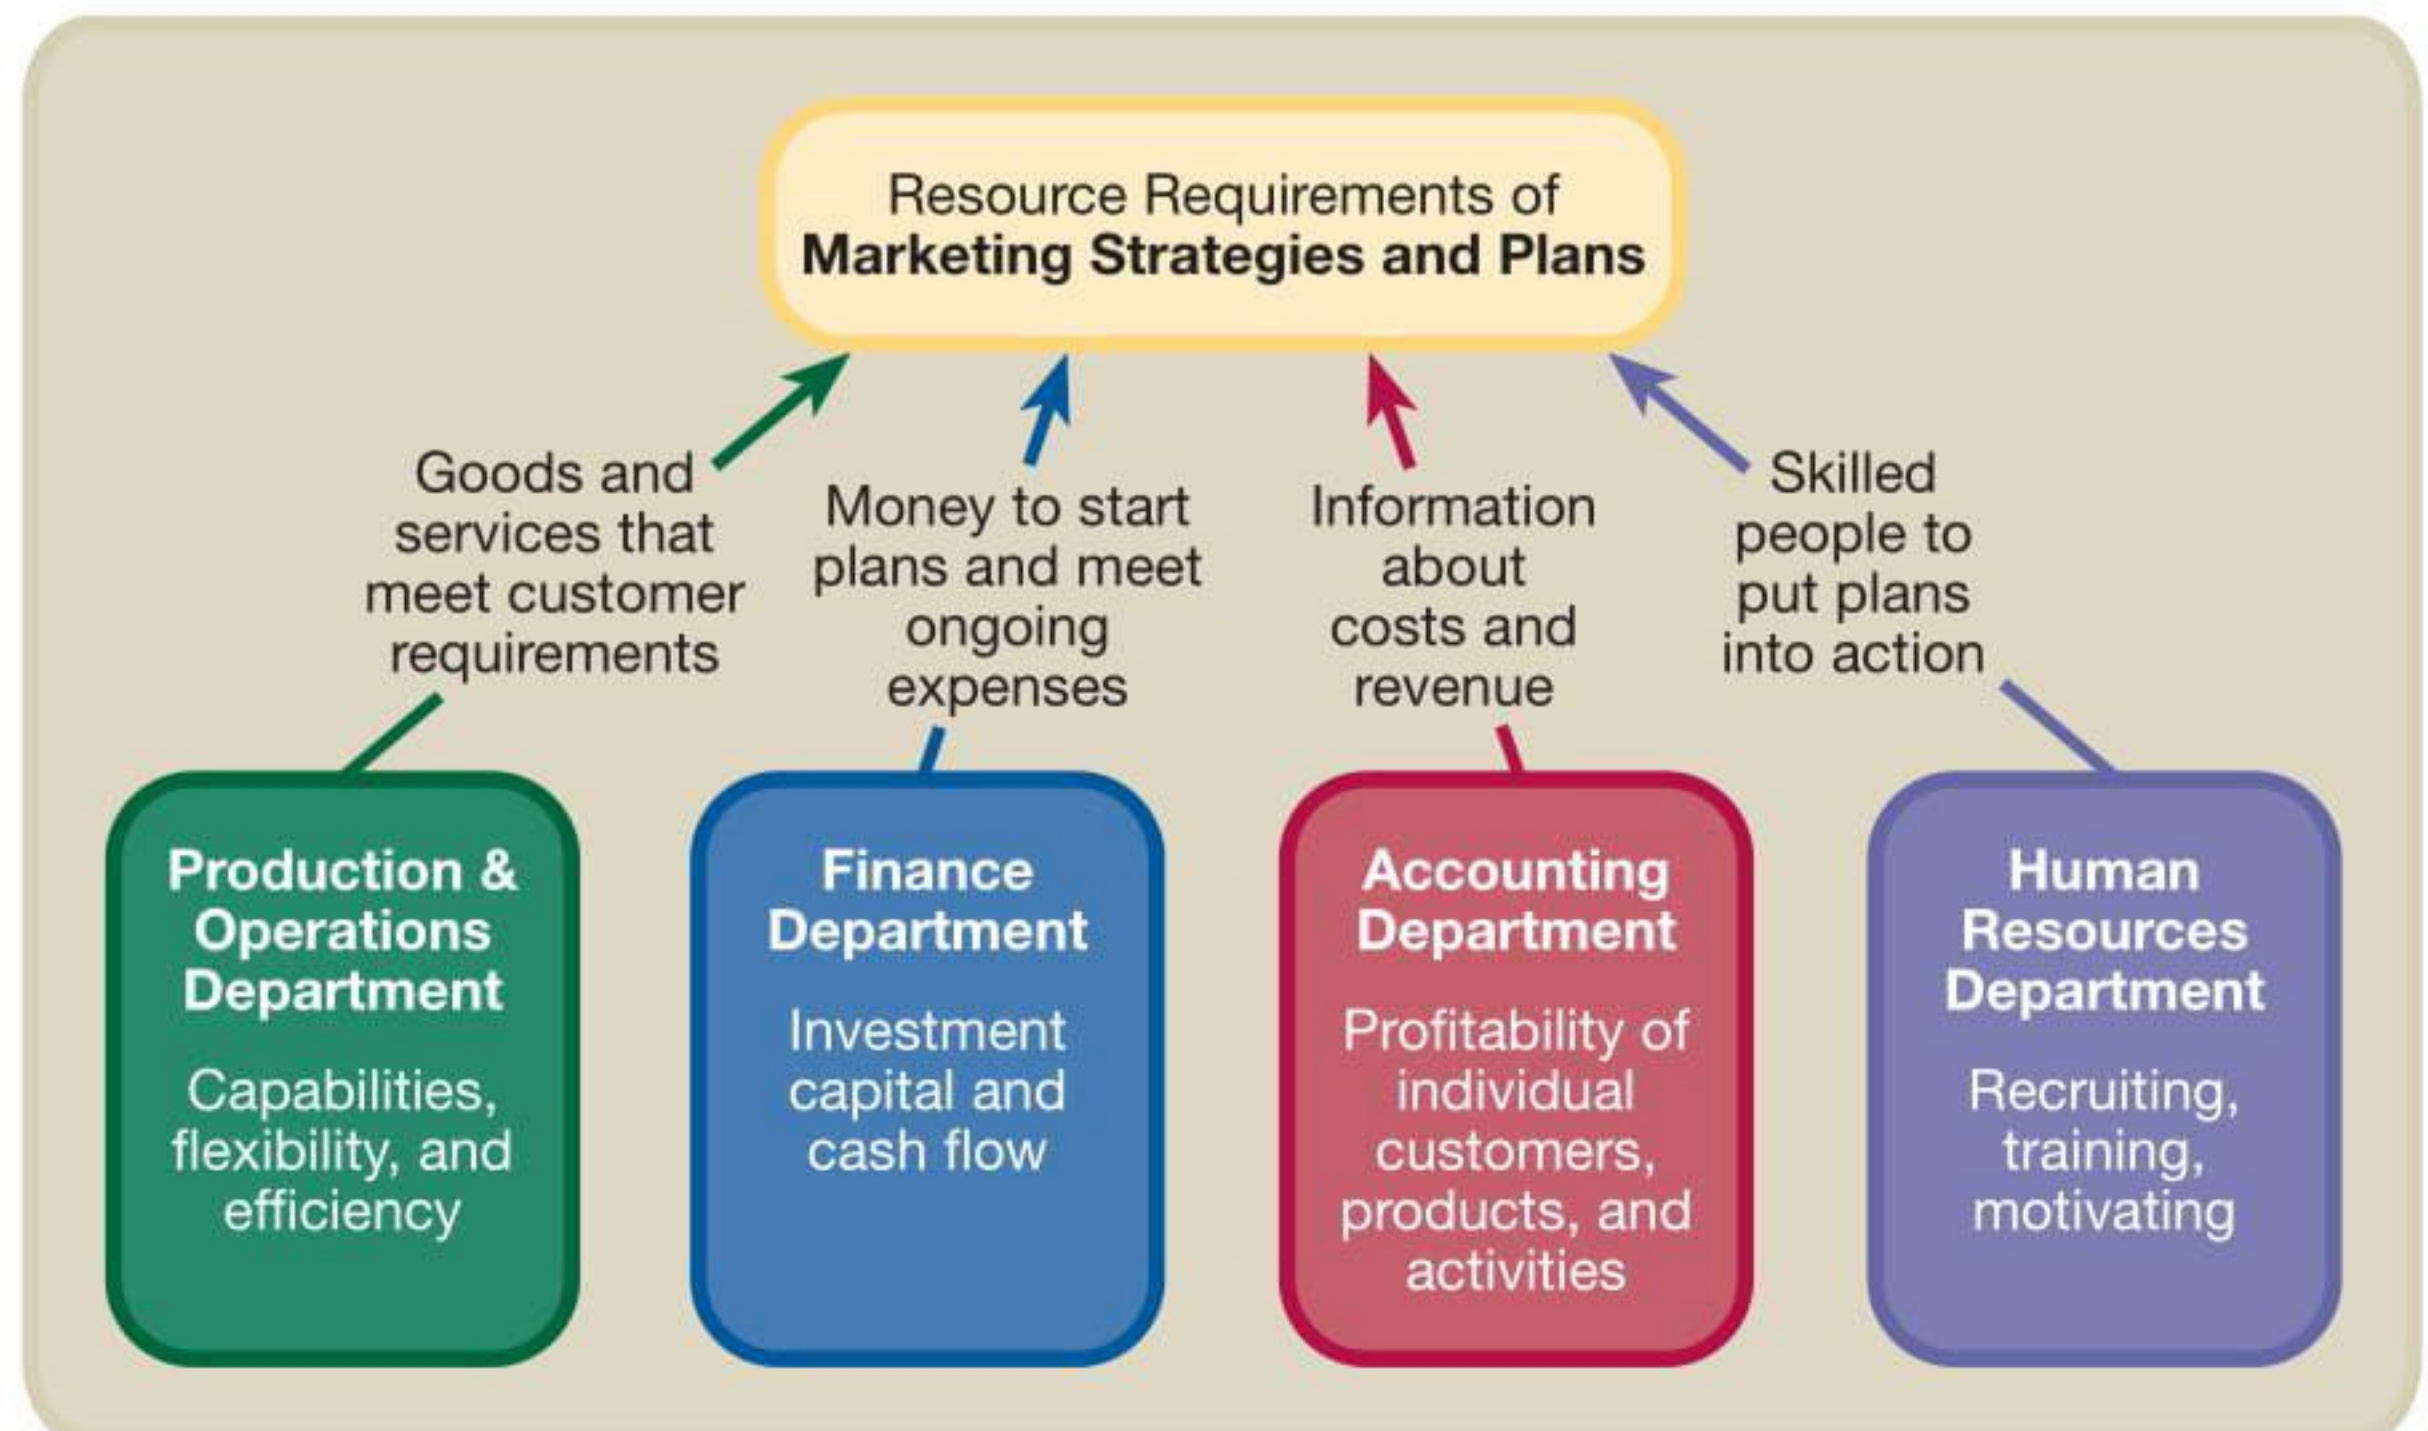 Resource Requirements of
Marketing Strategies and Plans
Goods and
services that
meet customer
requirements
Money to start
plans and meet
ongoing
expenses
Information
about
costs and
revenue
Skilled
people to
put plans
into action
Production &
Operations
Department
Capabilities,
flexibility, and
efficiency
Finance
Department
Investment
capital and
cash flow
Accounting
Department
Profitability of
individual
customers,
products, and
activities
Human
Resources
Department
Recruiting,
training,
motivating